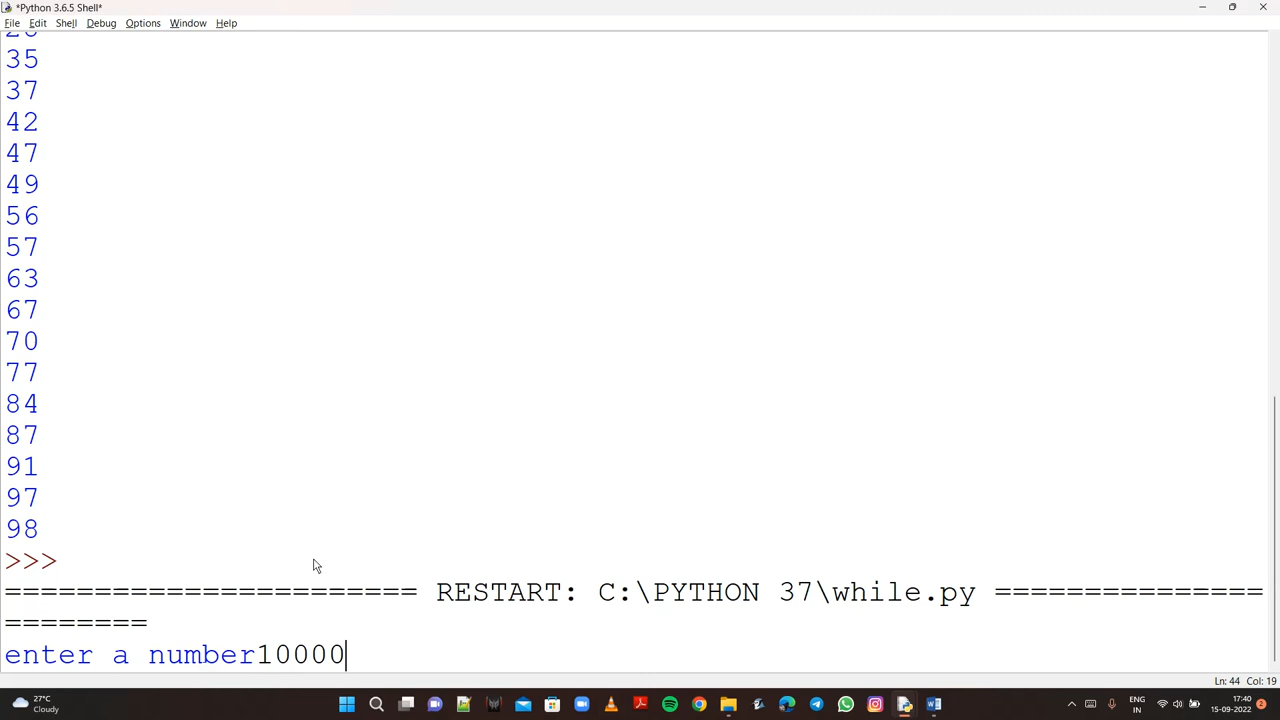 *Python 3.6.5 Shell*
File Edit Shell Debug Options Window Help
35
37
42
47
49
56
57
63
67
70
77
84
87
91
97
98
>>>
======================= RESTART: C:\PYTHON 37\while.py ===============
========
enter a number10000
Ln: 44 Col: 19
27°C
Cloudy
ENG
IN
17:40
15-09-2022
2